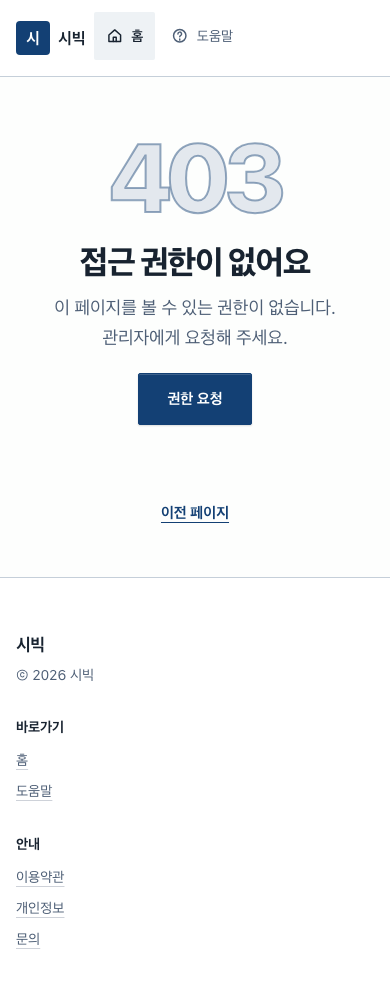 시 시빅 홈 도움말
403
접근 권한이 없어요
이 페이지를 볼 수 있는 권한이 없습니다.
관리자에게 요청해 주세요.
권한 요청
이전 페이지
시빅
© 2026 시빅
바로가기
홈
도움말
안내
이용약관
개인정보
문의